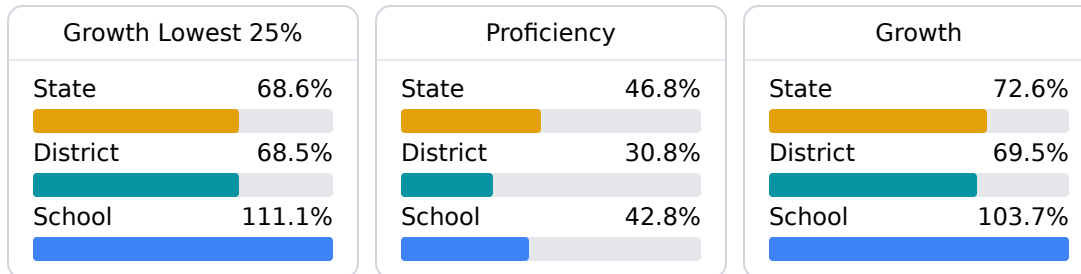 Growth Lowest 25%
State 68.6%
District 68.5%
School 111.1%
Proficiency
State 46.8%
District 30.8%
School 42.8%
Growth
State 72.6%
District 69.5%
School 103.7%